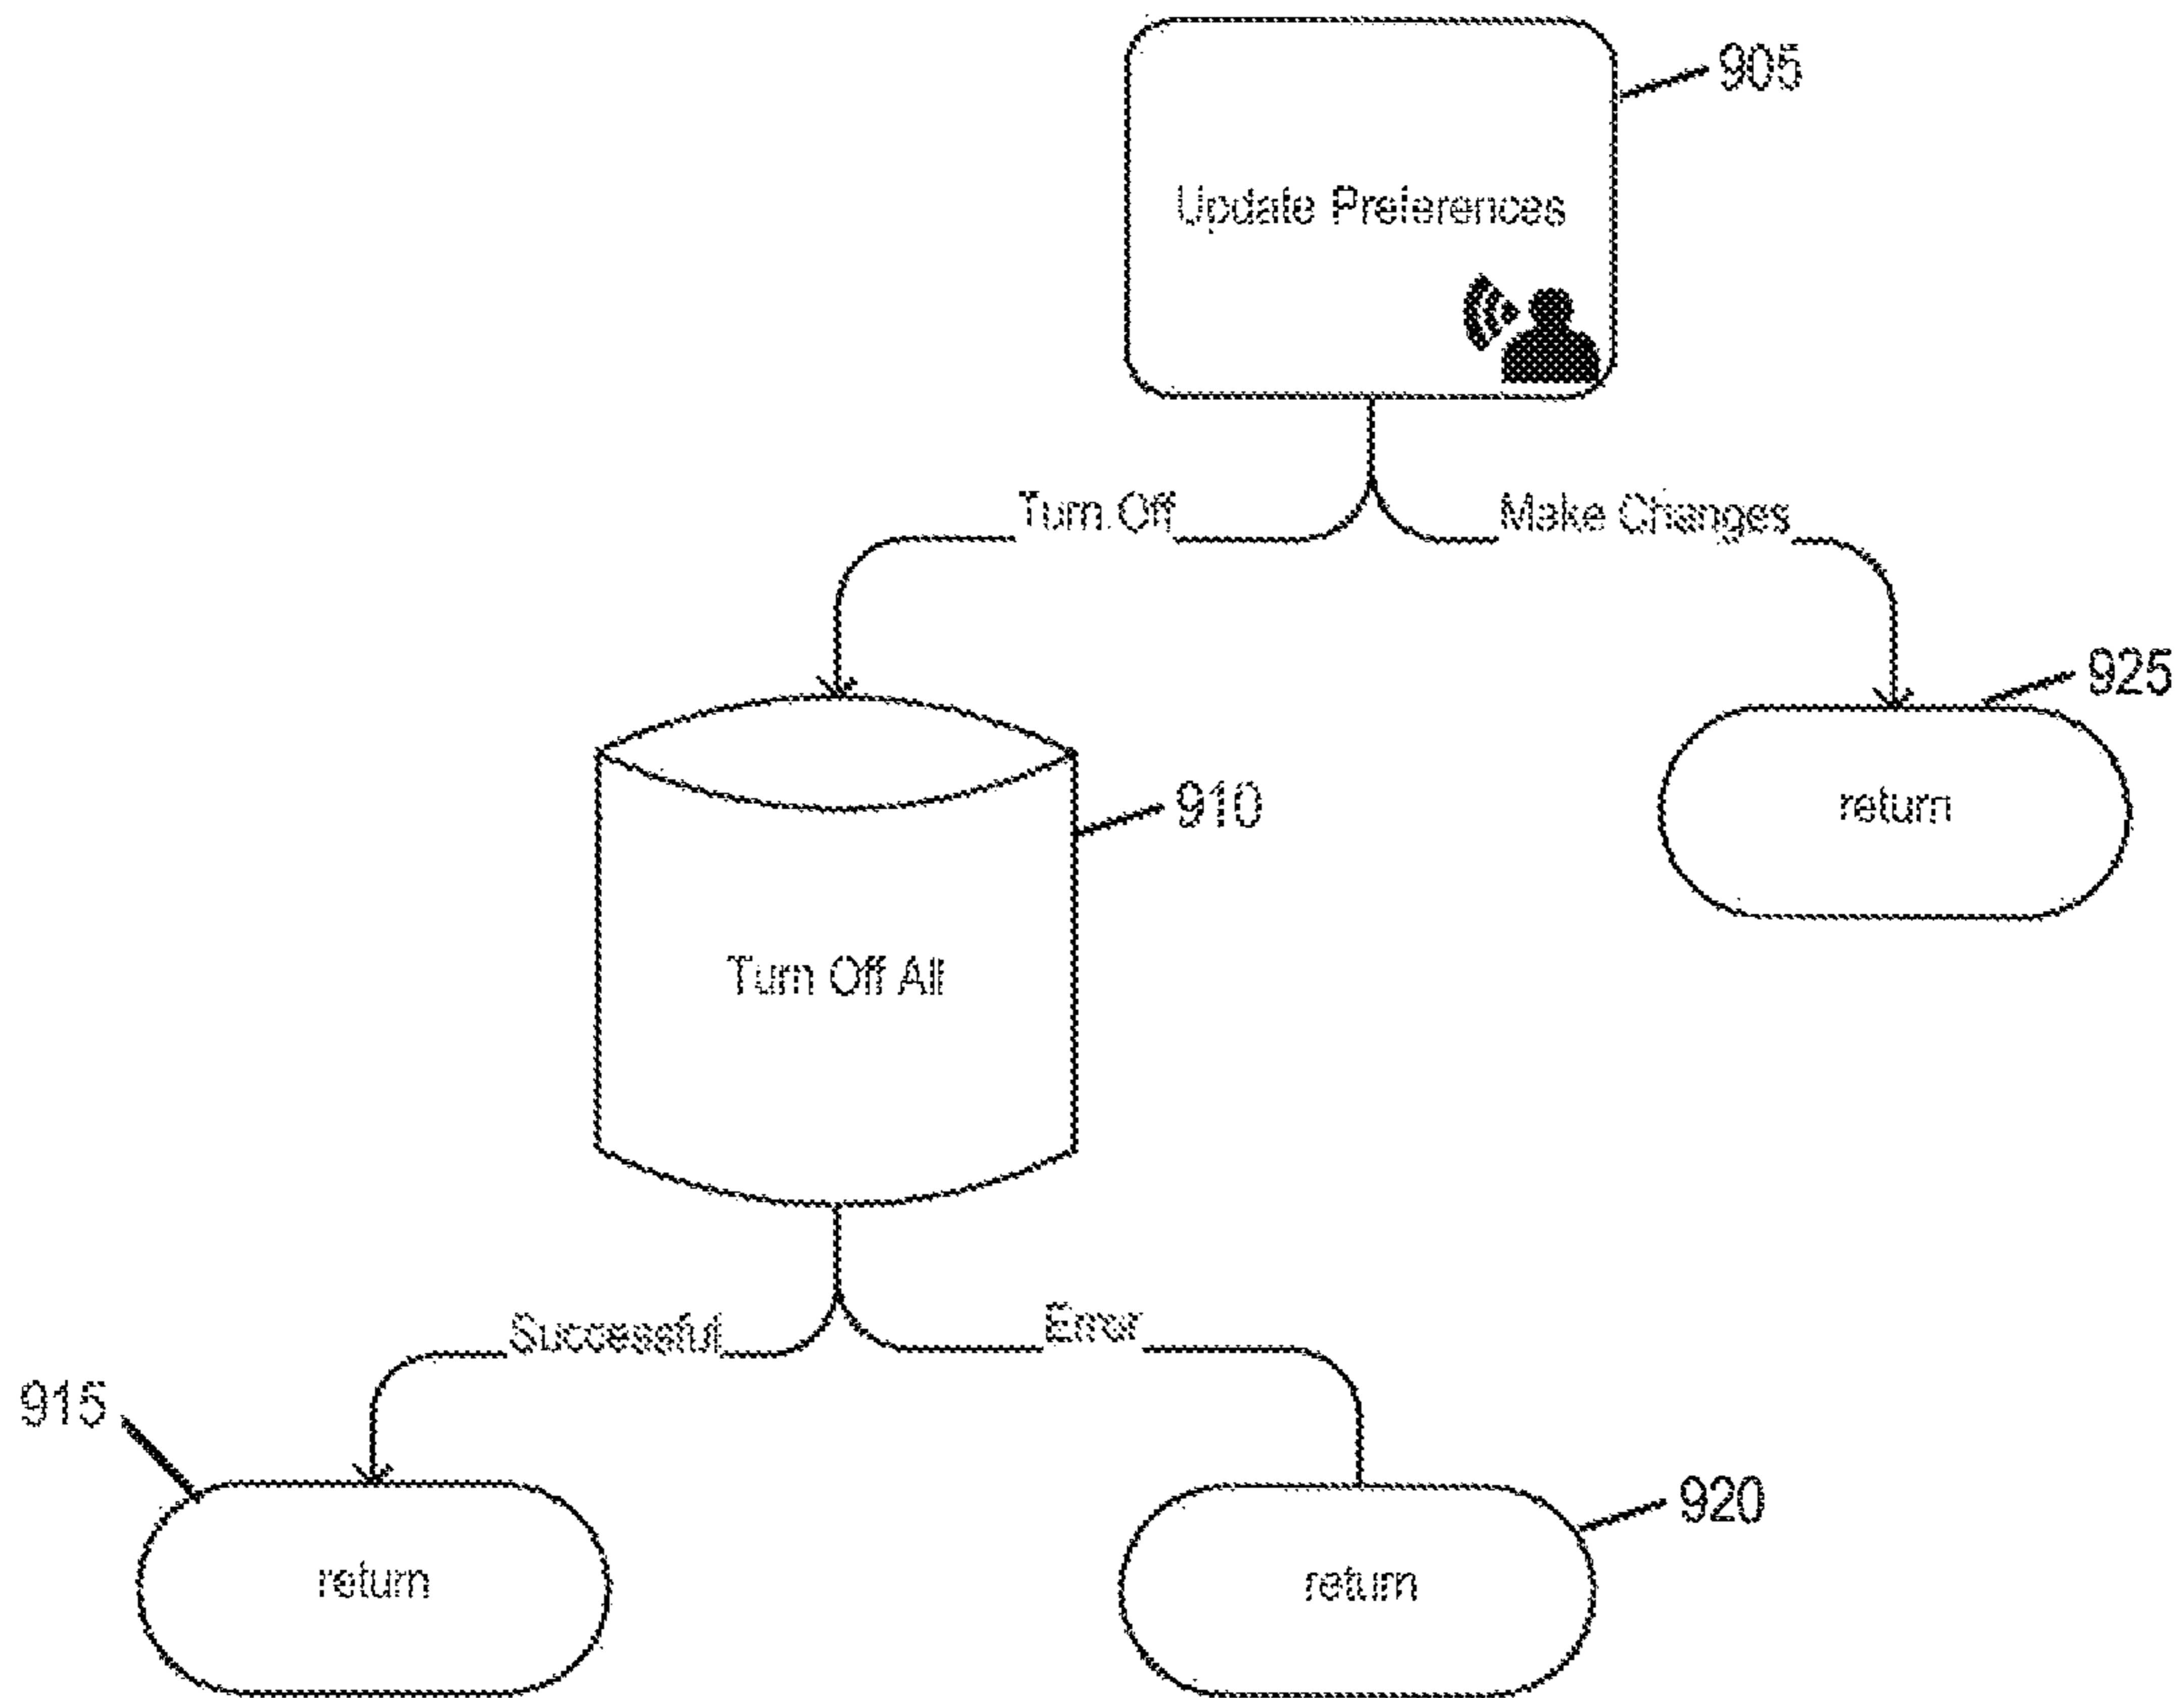 905
Update Preferences
Turn Off
Make Changes
925
910
return
Turn Off All
Successful
Error
915
920
return
return